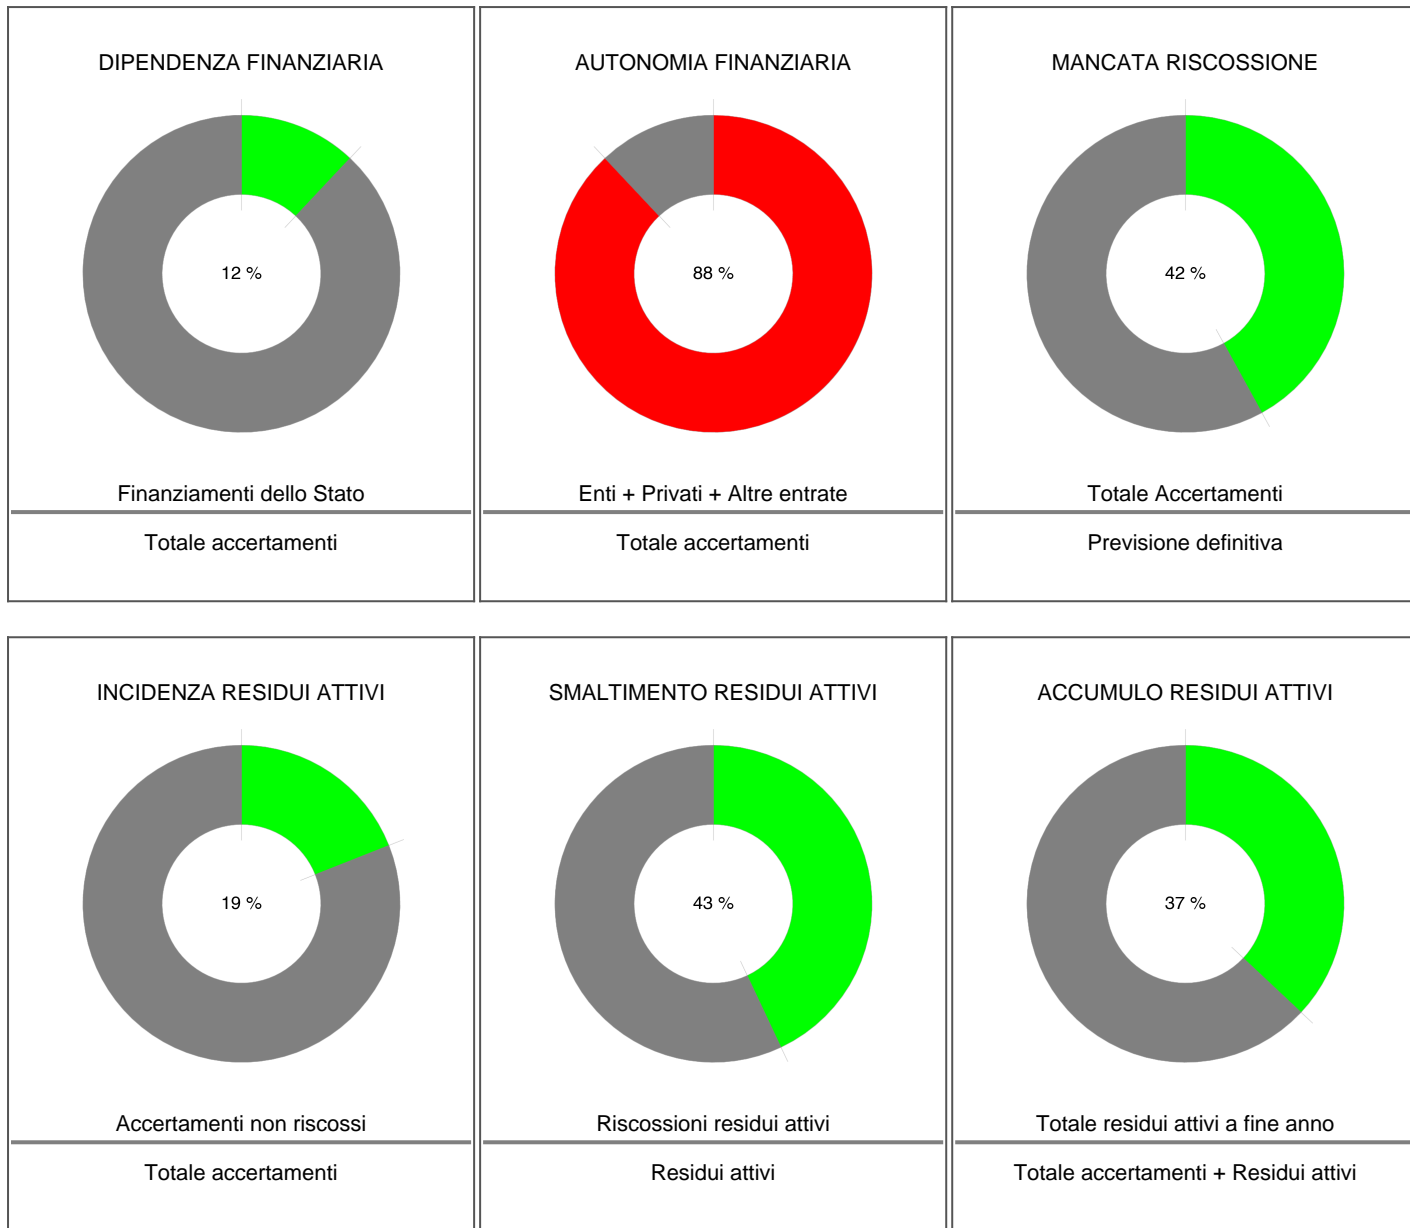 DIPENDENZA FINANZIARIA
12 %
Finanziamenti dello Stato
Totale accertamenti
AUTONOMIA FINANZIARIA
88 %
Enti + Privati + Altre entrate
Totale accertamenti
MANCATA RISCOSSIONE
42 %
Totale Accertamenti
Previsione definitiva
INCIDENZA RESIDUI ATTIVI
19 %
Accertamenti non riscossi
Totale accertamenti
SMALTIMENTO RESIDUI ATTIVI
43 %
Riscossioni residui attivi
Residui attivi
ACCUMULO RESIDUI ATTIVI
37 %
Totale residui attivi a fine anno
Totale accertamenti + Residui attivi